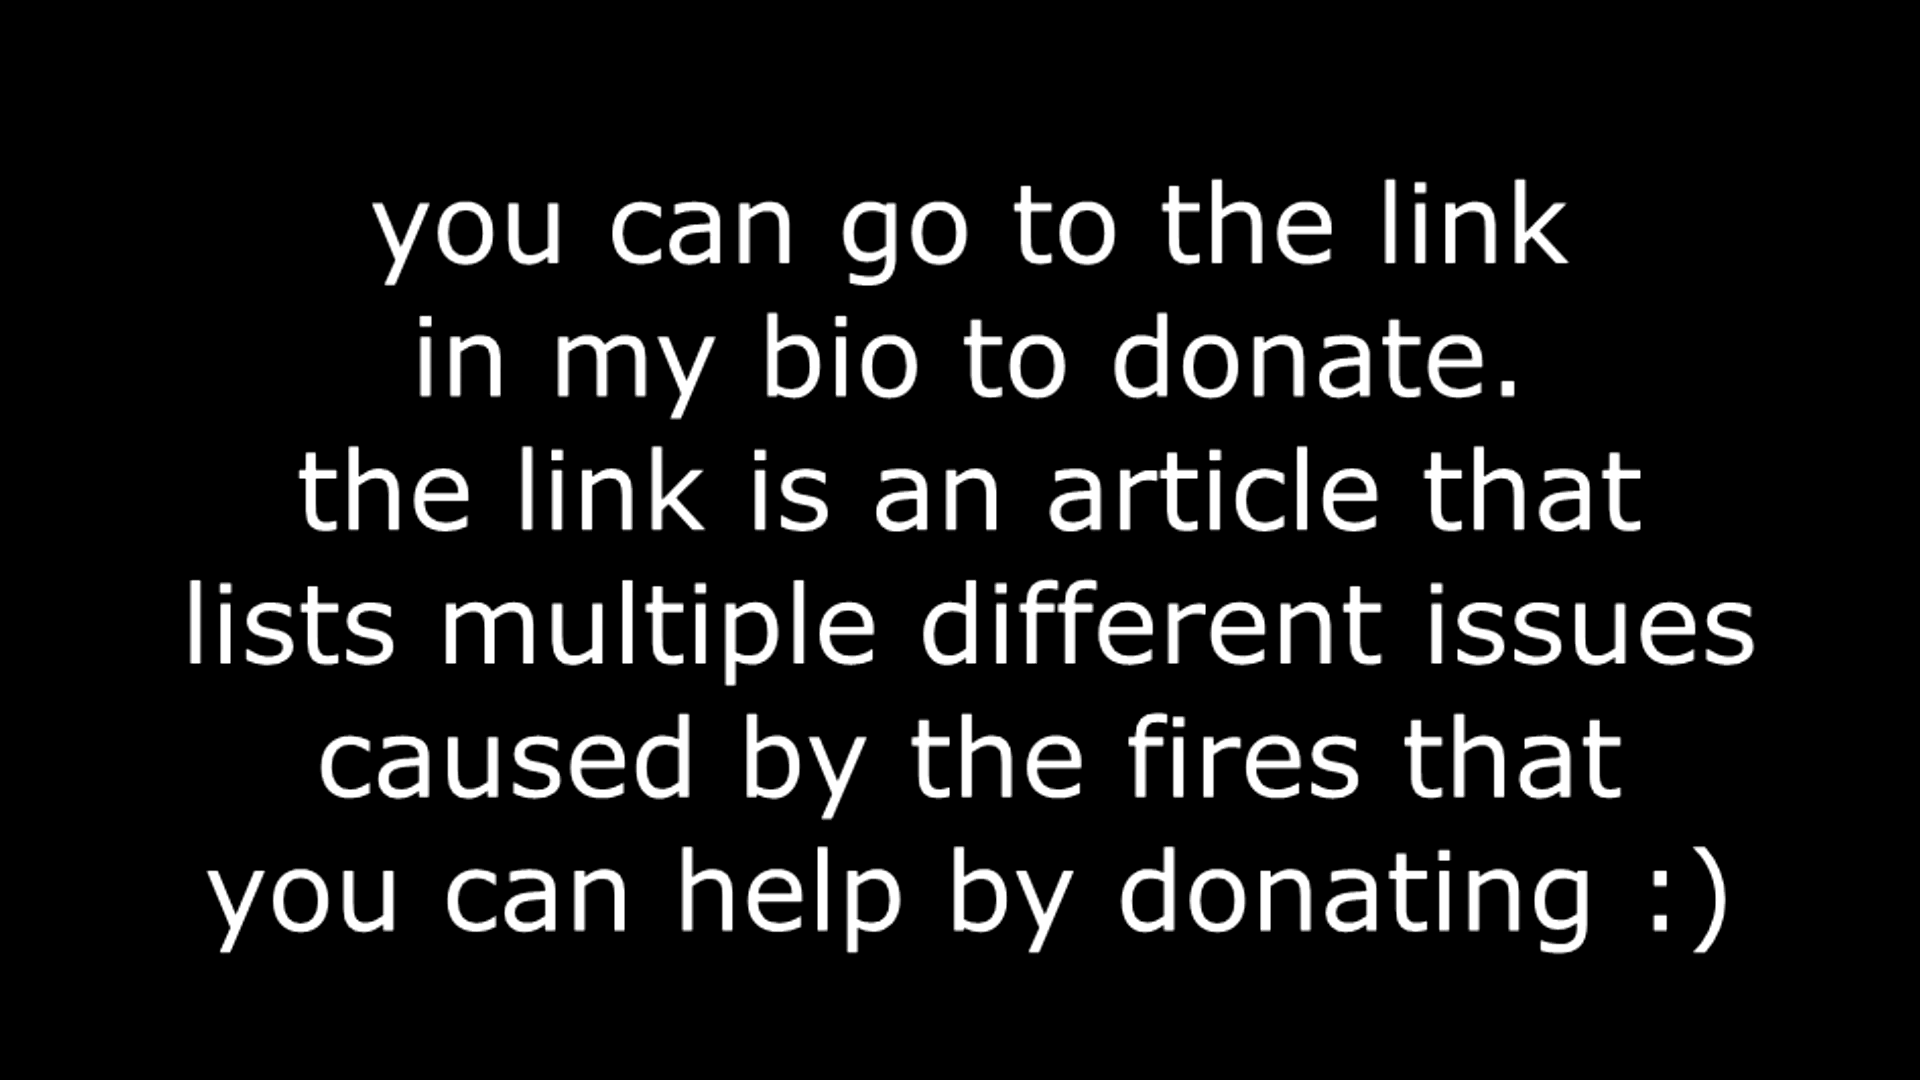 you can go to the link
in my bio to donate.
the link is an article that
lists multiple different issues
caused by the fires that
you can help by donating :)